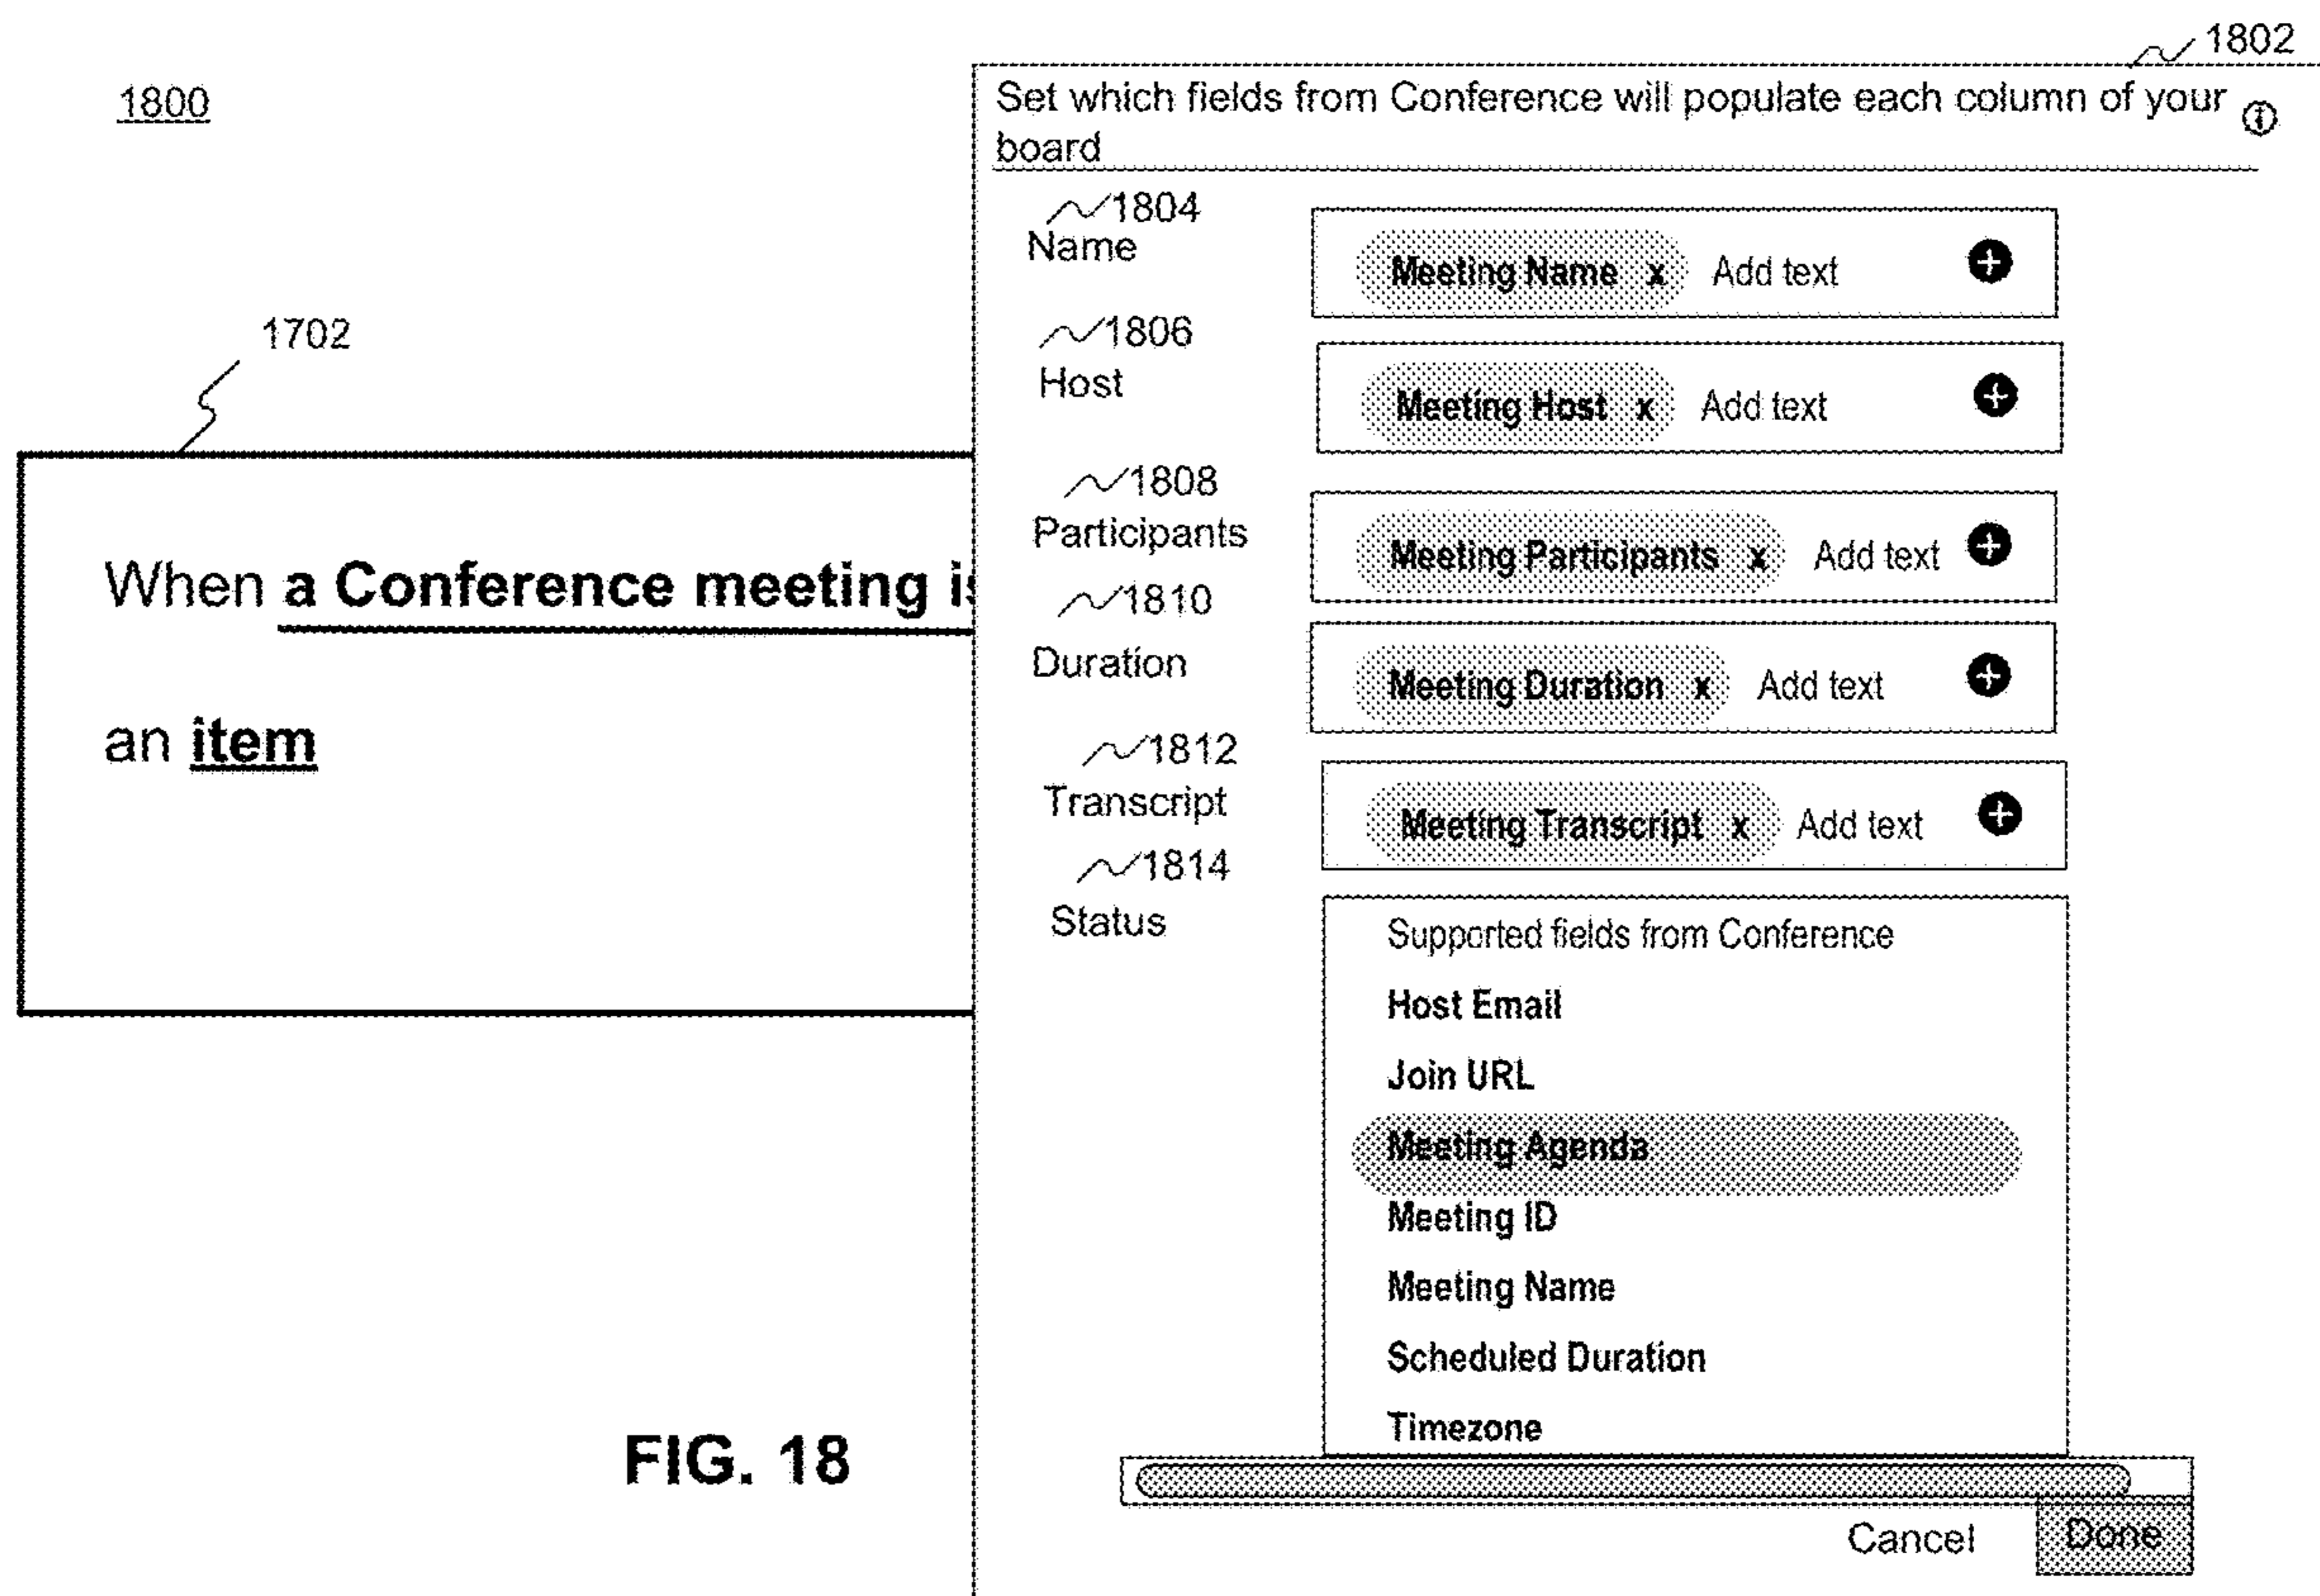 1802
1800
Set which fields from Conference will populate each column of your
board
1804
Name
Meeting Name x Add text
1702
1806
Host
Meeting Host x Add text
1808
Participants
Meeting Participants x Add text
When a Conference meeting is
1810
Duration
Meeting Duration x Add text
an item
1812
Transcript
Meeting Transcript x Add text
1814
Status
Supported fields from Conference
Host Email
Join URL
Meeting Agenda
Meeting ID
Meeting Name
Scheduled Duration
Timezone
FIG. 18
Cancel Done